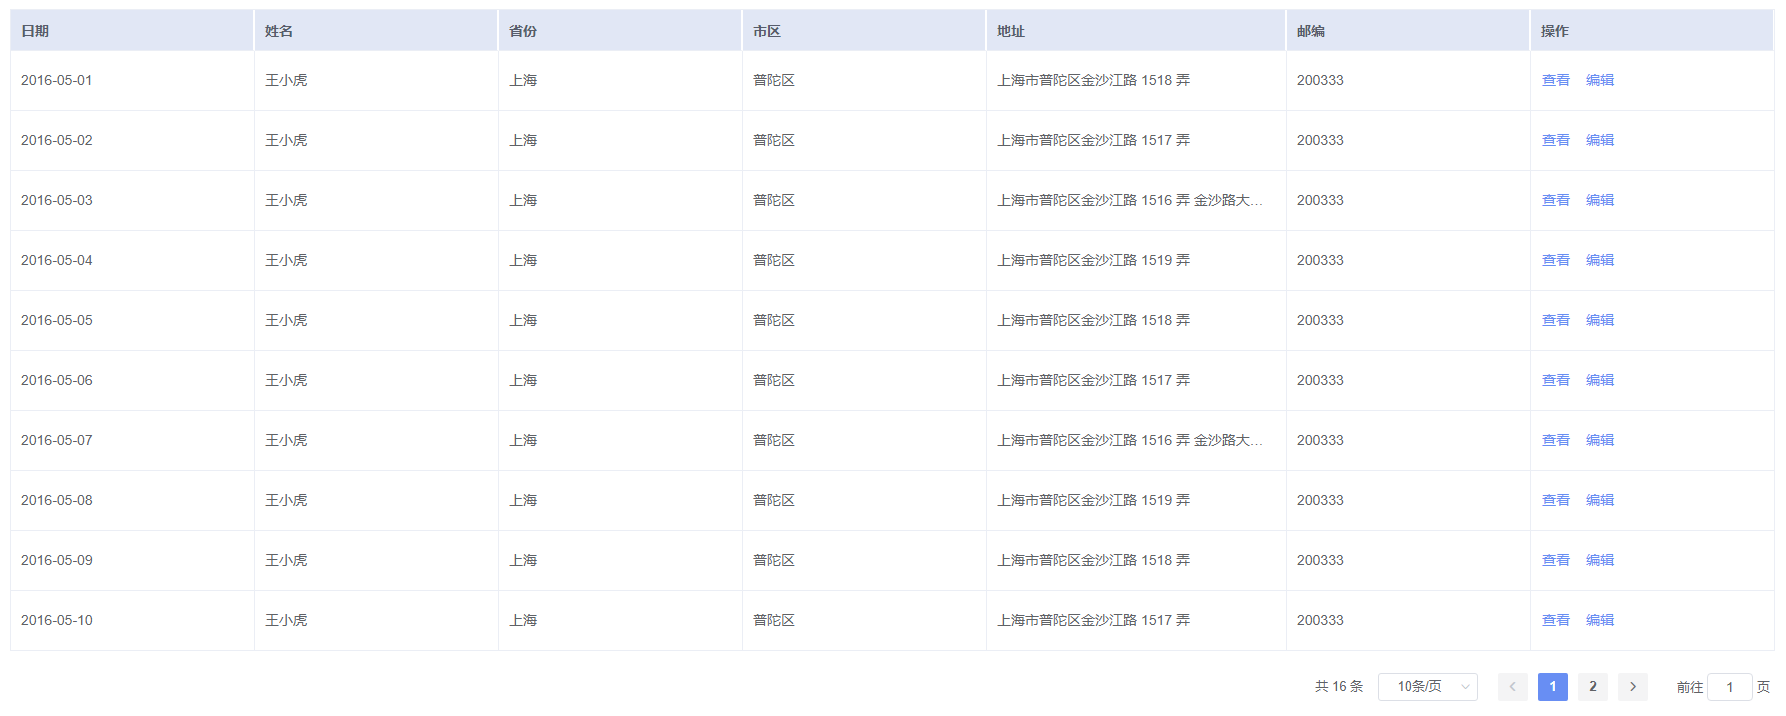 日期 姓名 省份 市区 地址 邮编 操作
2016-05-01 王小虎 上海 普陀区 上海市普陀区金沙江路 1518 弄 200333 查看 编辑
2016-05-02 王小虎 上海 普陀区 上海市普陀区金沙江路 1517 弄 200333 查看 编辑
2016-05-03 王小虎 上海 普陀区 上海市普陀区金沙江路 1516 弄 金沙路大... 200333 查看 编辑
2016-05-04 王小虎 上海 普陀区 上海市普陀区金沙江路 1519 弄 200333 查看 编辑
2016-05-05 王小虎 上海 普陀区 上海市普陀区金沙江路 1518 弄 200333 查看 编辑
2016-05-06 王小虎 上海 普陀区 上海市普陀区金沙江路 1517 弄 200333 查看 编辑
2016-05-07 王小虎 上海 普陀区 上海市普陀区金沙江路 1516 弄 金沙路大... 200333 查看 编辑
2016-05-08 王小虎 上海 普陀区 上海市普陀区金沙江路 1519 弄 200333 查看 编辑
2016-05-09 王小虎 上海 普陀区 上海市普陀区金沙江路 1518 弄 200333 查看 编辑
2016-05-10 王小虎 上海 普陀区 上海市普陀区金沙江路 1517 弄 200333 查看 编辑
共 16 条 10条/页 1 2 前往 1 页